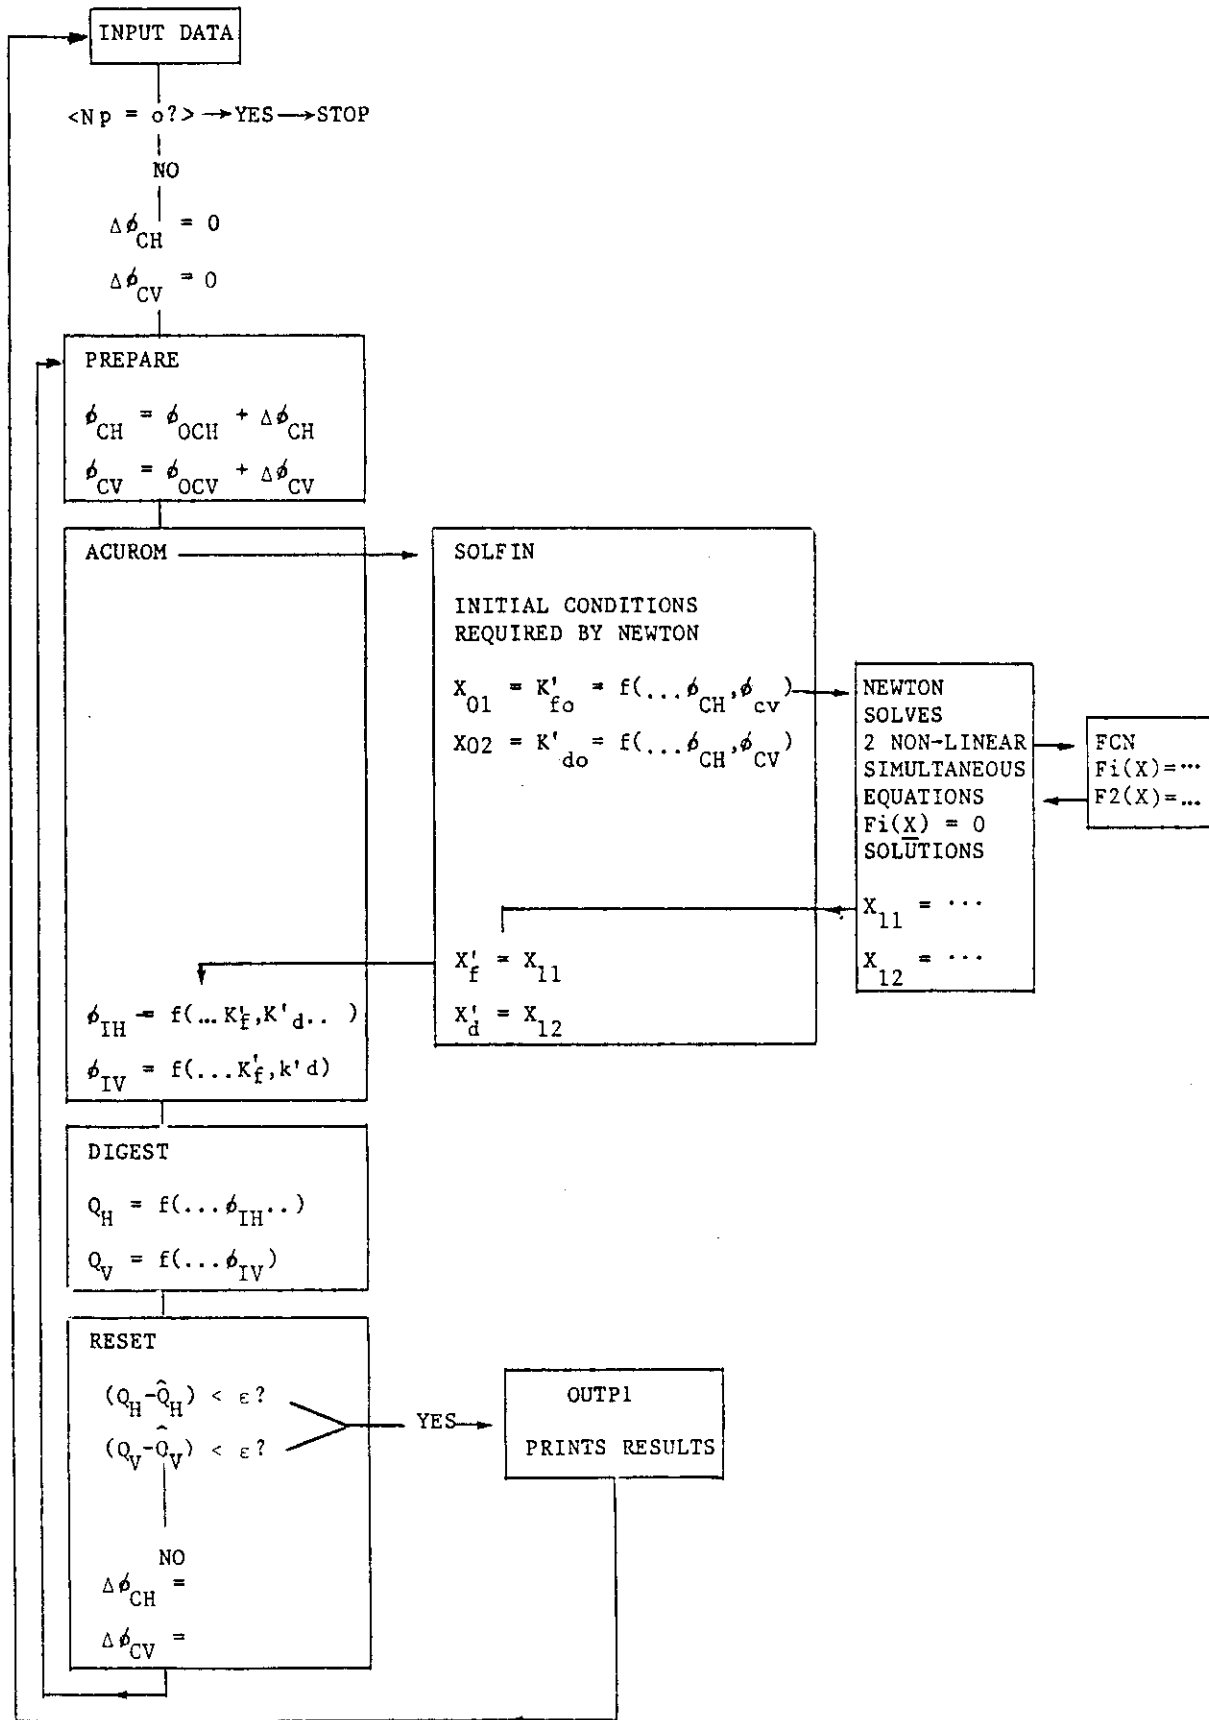 INPUT DATA
<Np = o?> → YES → STOP
NO
Δϕ_CH = 0
Δϕ_CV = 0
PREPARE
ϕ_CH = ϕ_OCH + Δϕ_CH
ϕ_CV = ϕ_OCV + Δϕ_CV
ACUROM
SOLFIN
INITIAL CONDITIONS
REQUIRED BY NEWTON
X_01 = K'_fo = f(...ϕ_CH,ϕ_cv)
X_02 = K'_do = f(...ϕ_CH,ϕ_CV)
NEWTON
SOLVES
2 NON-LINEAR
SIMULTANEOUS
EQUATIONS
Fi(X) = 0
SOLUTIONS
X_11 = ...
X_12 = ...
FCN
Fi(X)=...
F2(X)=...
X'_f = X_11
X'_d = X_12
ϕ_IH = f(...K'_f,K'_d..)
ϕ_IV = f(...K'_f,k'd)
DIGEST
Q_H = f(...ϕ_IH..)
Q_V = f(...ϕ_IV)
RESET
(Q_H-Q̂_H) < ε?
(Q_V-Q̂_V) < ε?
YES
OUTP1
PRINTS RESULTS
NO
Δϕ_CH =
Δϕ_CV =